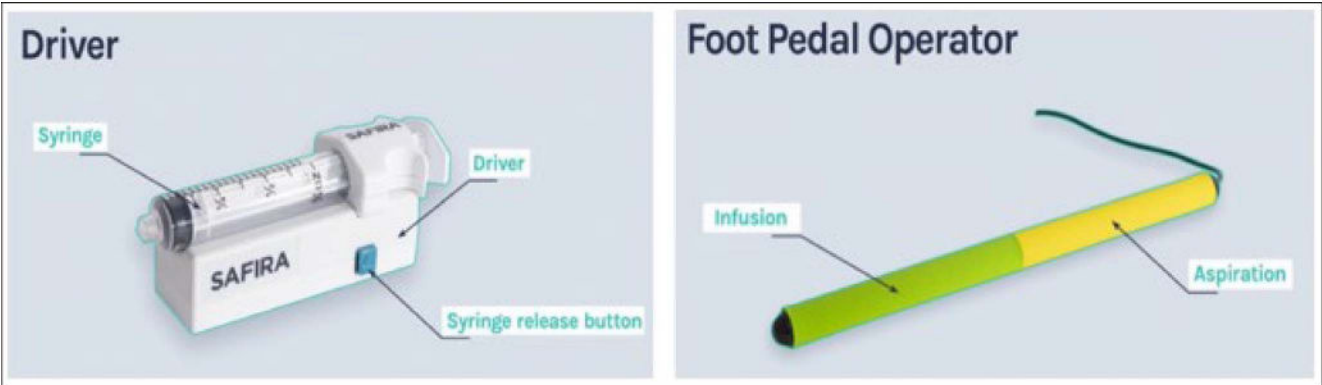 Driver
Syringe
SAFIRA
Driver
SAFIRA
Syringe release button
Foot Pedal Operator
Infusion
Aspiration